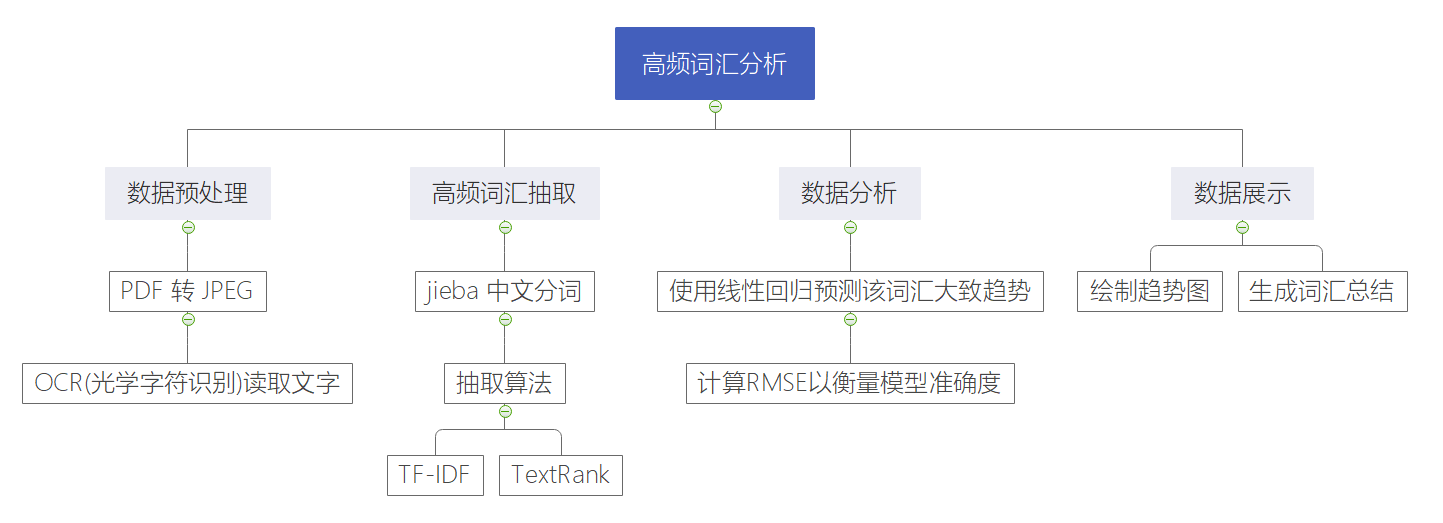 高频词汇分析
数据预处理
高频词汇抽取
数据分析
数据展示
PDF 转 JPEG
jieba 中文分词
使用线性回归预测该词汇大致趋势
绘制趋势图
生成词汇总结
OCR(光学字符识别)读取文字
抽取算法
计算RMSE以衡量模型准确度
TF-IDF
TextRank